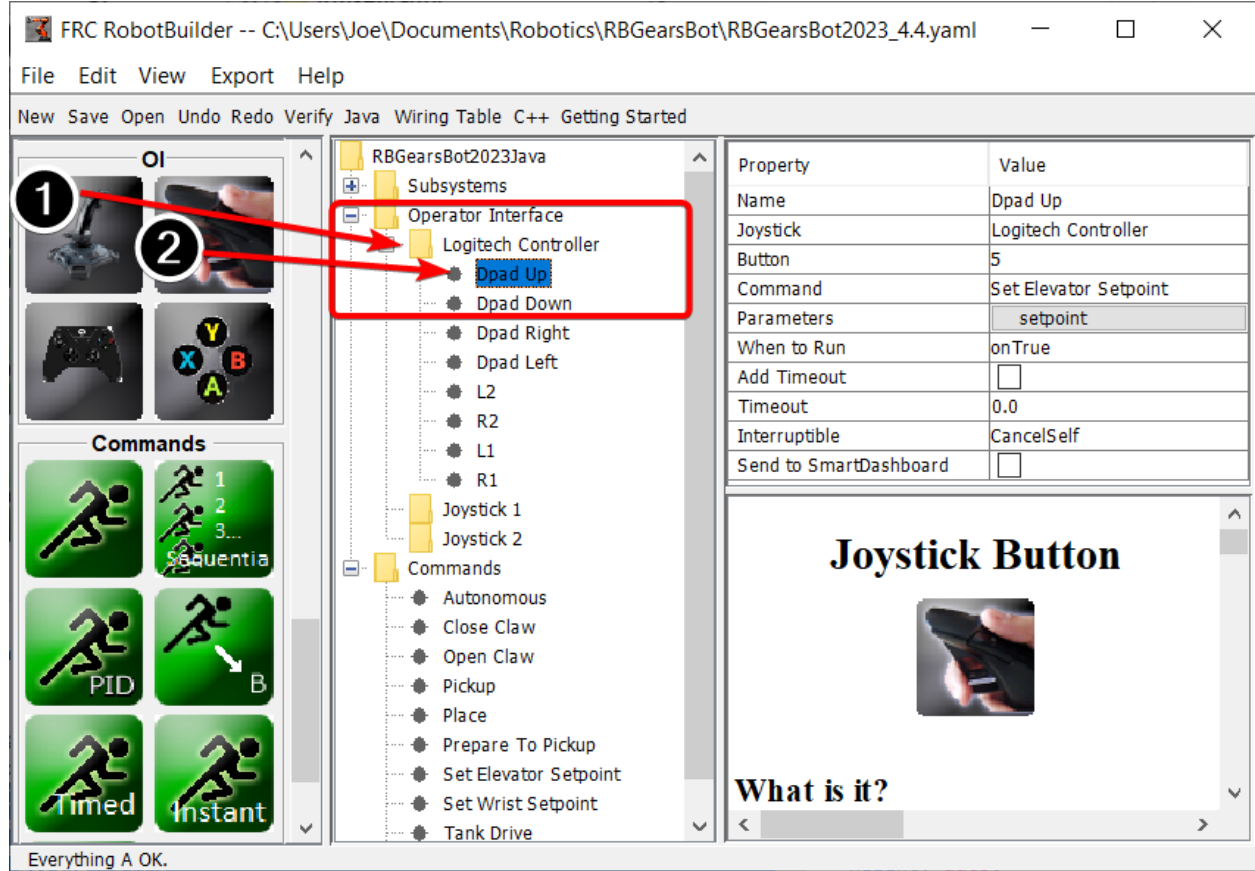 FRC RobotBuilder -- C:\Users\Joe\Documents\Robotics\RBGearsBot\RBGearsBot2023_4.4.yaml
File Edit View Export Help
New Save Open Undo Redo Verify Java Wiring Table C++ Getting Started
OI
1
2
Y
X B
A
Commands
1
2
3...
Sequentia
PID
B
Timed
Instant
RBGearsBot2023Java
Subsystems
Operator Interface
Logitech Controller
Dpad Up
Dpad Down
Dpad Right
Dpad Left
L2
R2
L1
R1
Joystick 1
Joystick 2
Commands
Autonomous
Close Claw
Open Claw
Pickup
Place
Prepare To Pickup
Set Elevator Setpoint
Set Wrist Setpoint
Tank Drive
Property Value
Name Dpad Up
Joystick Logitech Controller
Button 5
Command Set Elevator Setpoint
Parameters setpoint
When to Run onTrue
Add Timeout
Timeout 0.0
Interruptible CancelSelf
Send to SmartDashboard
Joystick Button
What is it?
Everything A OK.